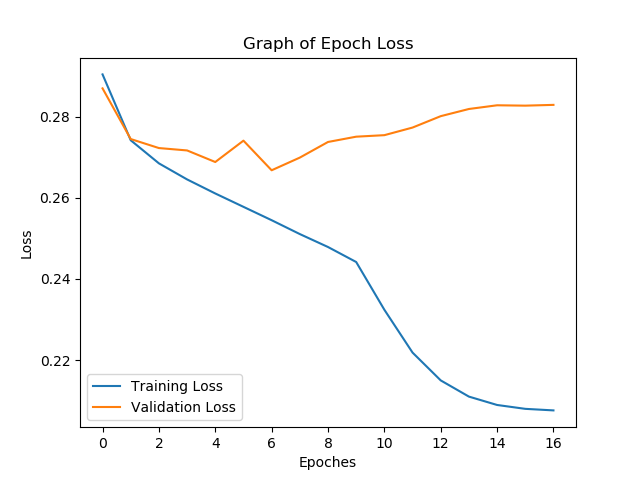 Graph of Epoch Loss
0.28
0.26
0.24
0.22
Loss
Training Loss
Validation Loss
0 2 4 6 8 10 12 14 16
Epoches